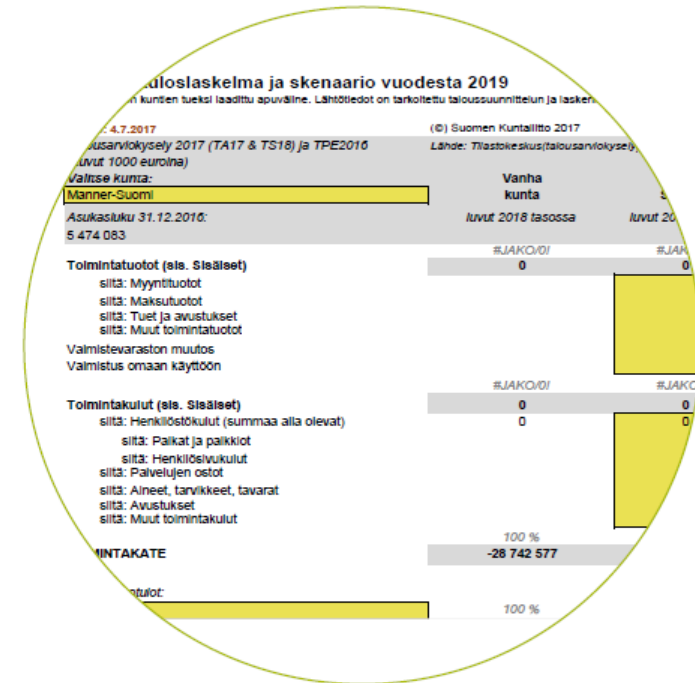 uloslaskelma ja skenaario vuodesta 2019
kuntien tueksi laadittu apuväline. Lähtötiedot on tarkoitettu taloussuunnittelun ja
4.7.2017 (©) Suomen Kuntaliitto 2017
usarviokysely 2017 (TA17 & TS18) ja TPE2016 Lähde: Tilastokeskus(talousarviokysely)
luvut 1000 euroina)
Valitse kunta: Vanha
Manner-Suomi kunta
Asukasluku 31.12.2016: luvut 2018 tasossa luvut 20
5 474 083
#JAKO/0! #JAK
Toimintatuotot (sis. Sisäiset) 0 0
siitä: Myyntituotot
siitä: Maksutuotot
siitä: Tuet ja avustukset
siitä: Muut toimintatuotot
Valmistevaraston muutos
Valmistus omaan käyttöön
#JAKO/0! #JAKO
Toimintakulut (sis. Sisäiset) 0 0
siitä: Henkilöstökulut (summaa alla olevat) 0 0
siitä: Palkat ja palkkiot
siitä: Henkilösivukulut
siitä: Palvelujen ostot
siitä: Aineet, tarvikkeet, tavarat
siitä: Avustukset
siitä: Muut toimintakulut
100 %
MINTAKATE -28 742 577
otulot:
100 %